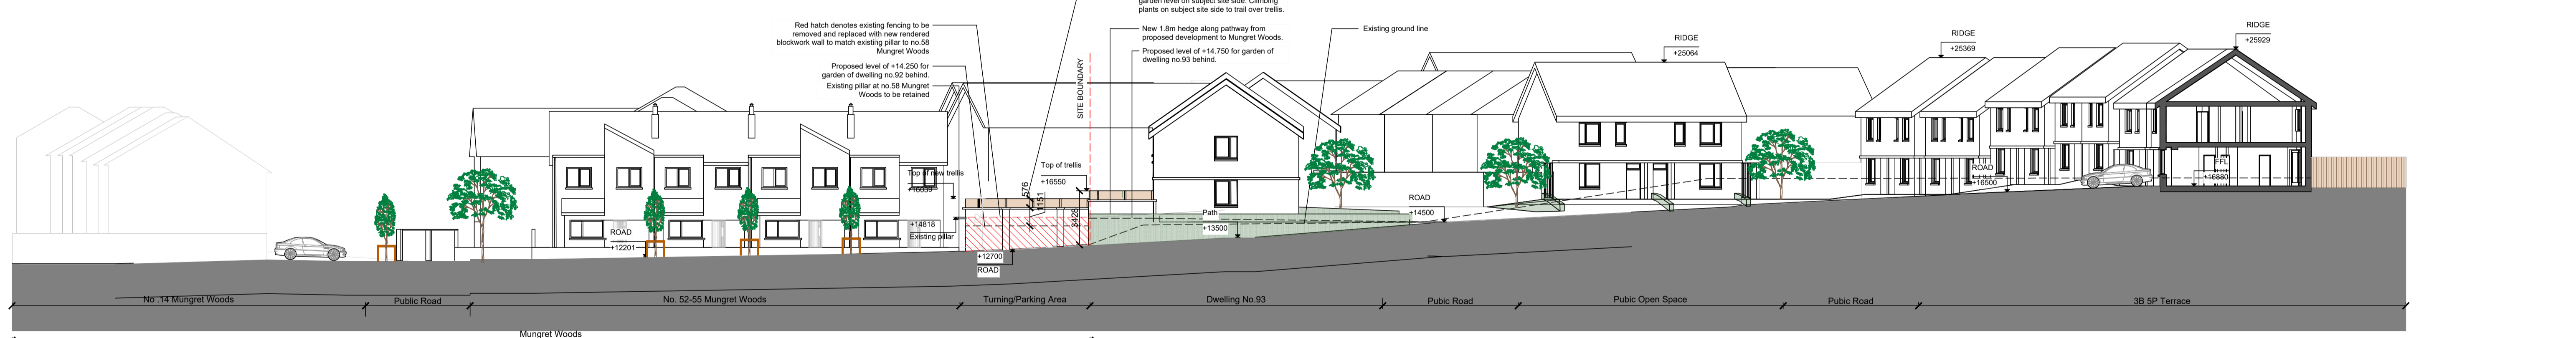 garden level on subject site side. Climbing
plants on subject site side to trail over trellis.
Red hatch denotes existing fencing to be
removed and replaced with new rendered
blockwork wall to match existing pillar to no.58
Mungret Woods
Proposed level of +14.250 for
garden of dwelling no.92 behind.
Existing pillar at no.58 Mungret
Woods to be retained
SITE BOUNDARY
New 1.8m hedge along pathway from
proposed development to Mungret Woods.
Proposed level of +14.750 for garden of
dwelling no.93 behind.
Existing ground line
RIDGE
+25064
RIDGE
+25369
RIDGE
+25929
Top of new trellis
+16039
Top of trellis
+16550
576
1151
3428
+14818
Existing pillar
ROAD
+12201
+12700
ROAD
Path
+13500
ROAD
+14500
ROAD
+16500
FFL
+16880
No .14 Mungret Woods
Public Road
No. 52-55 Mungret Woods
Turning/Parking Area
Dwelling No.93
Pubic Road
Pubic Open Space
Pubic Road
3B 5P Terrace
Mungret Woods